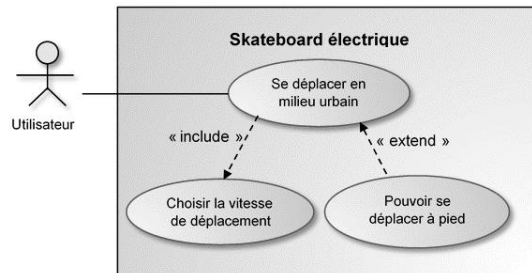 Skateboard électrique
Se déplacer en
milieu urbain
Utilisateur
« include »
« extend »
Choisir la vitesse
de déplacement
Pouvoir se
déplacer à pied